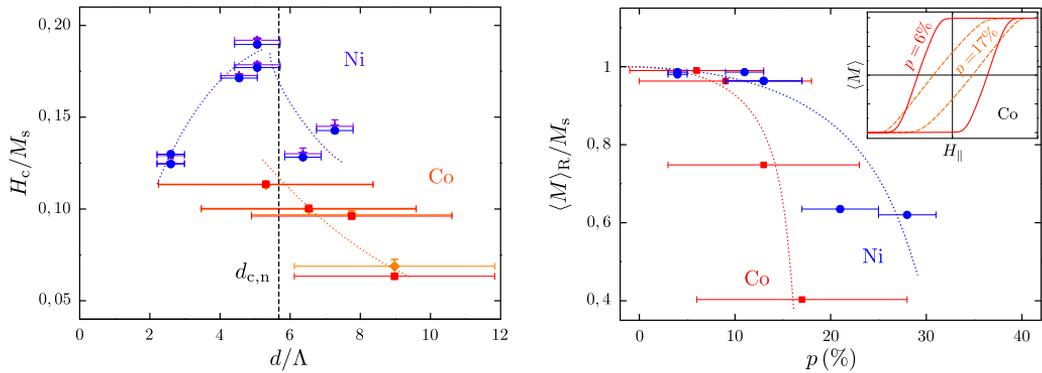 0, 20
0, 15
0, 10
0, 05
H_c/M_s
Ni
Co
d_c,n
0 2 4 6 8 10 12
d/Λ
1
0, 8
0, 6
0, 4
⟨M⟩_R/M_s
Co
Ni
0 10 20 30 40
p (%)
p = 6%
p = 17%
⟨M⟩
Co
H_∥